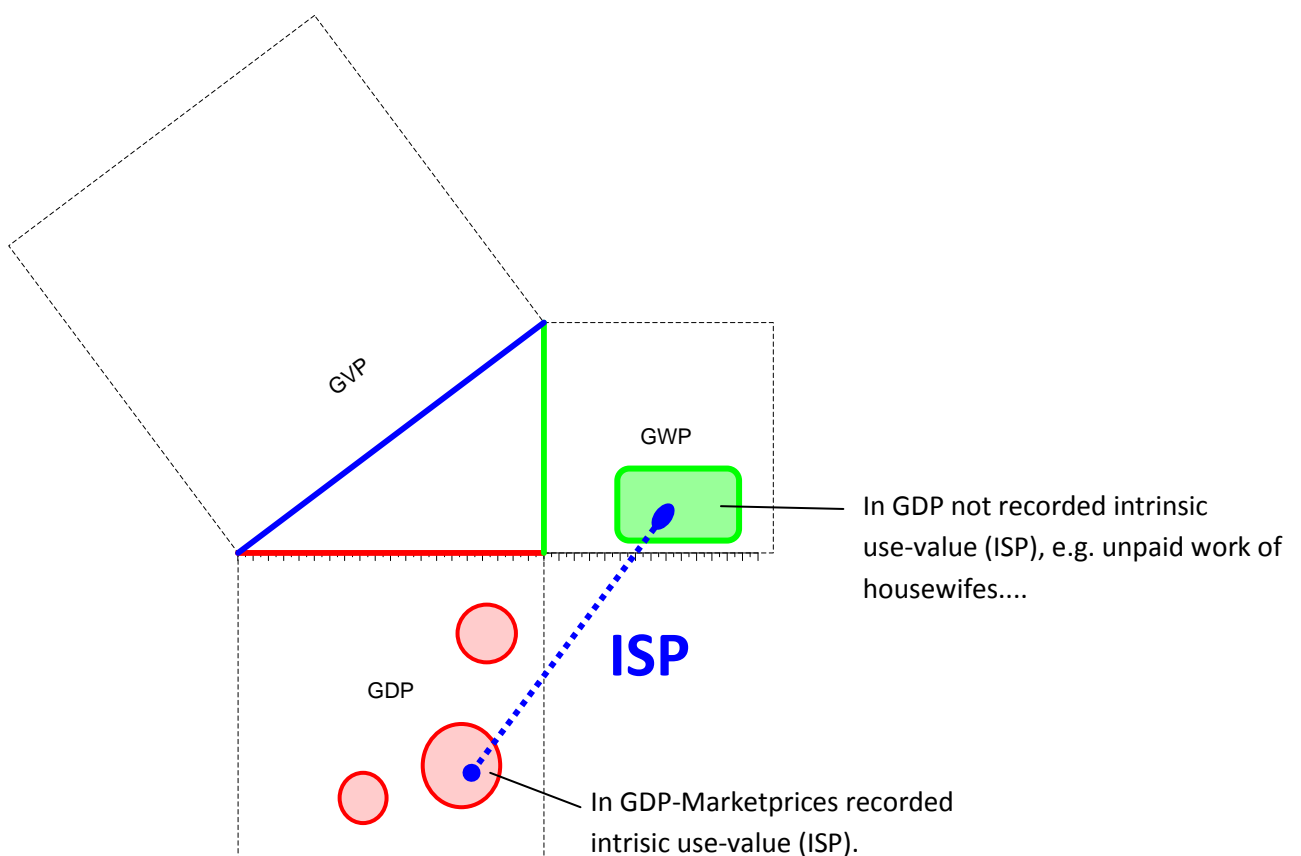 GVP
GWP
In GDP not recorded intrinsic
use-value (ISP), e.g. unpaid work of
housewifes....
ISP
GDP
In GDP-Marketprices recorded
intrisic use-value (ISP).